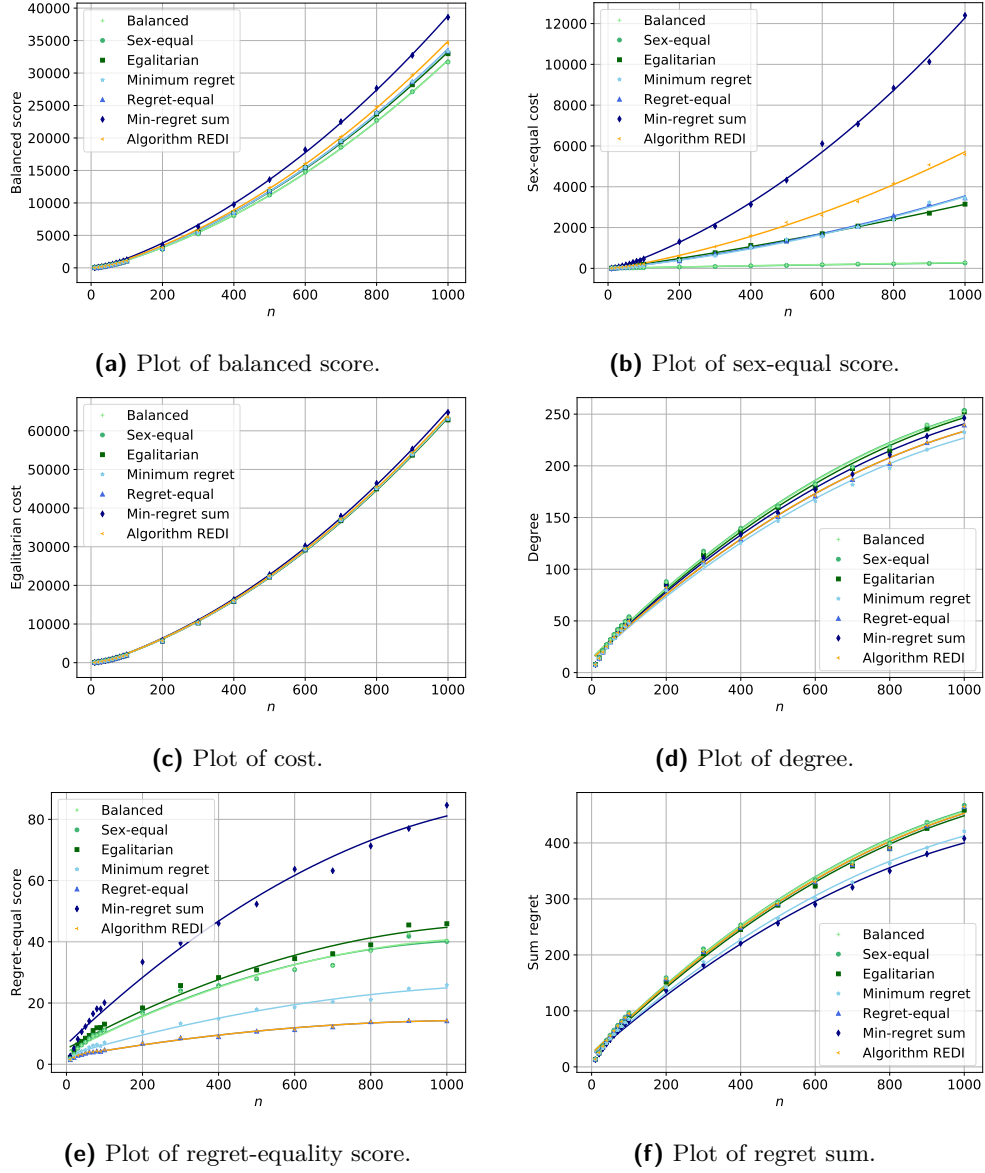 Balanced score
40000
35000
30000
25000
20000
15000
10000
5000
0
Balanced
Sex-equal
Egalitarian
Minimum regret
Regret-equal
Min-regret sum
Algorithm REDI
0 200 400 600 800 1000
n
(a) Plot of balanced score.
Sex-equal cost
12000
10000
8000
6000
4000
2000
0
Balanced
Sex-equal
Egalitarian
Minimum regret
Regret-equal
Min-regret sum
Algorithm REDI
0 200 400 600 800 1000
n
(b) Plot of sex-equal score.
Egalitarian cost
60000
50000
40000
30000
20000
10000
0
Balanced
Sex-equal
Egalitarian
Minimum regret
Regret-equal
Min-regret sum
Algorithm REDI
0 200 400 600 800 1000
n
(c) Plot of cost.
Degree
250
200
150
100
50
0
Balanced
Sex-equal
Egalitarian
Minimum regret
Regret-equal
Min-regret sum
Algorithm REDI
0 200 400 600 800 1000
n
(d) Plot of degree.
Regret-equal score
80
60
40
20
0
Balanced
Sex-equal
Egalitarian
Minimum regret
Regret-equal
Min-regret sum
Algorithm REDI
0 200 400 600 800 1000
n
(e) Plot of regret-equality score.
Sum regret
400
300
200
100
0
Balanced
Sex-equal
Egalitarian
Minimum regret
Regret-equal
Min-regret sum
Algorithm REDI
0 200 400 600 800 1000
n
(f) Plot of regret sum.